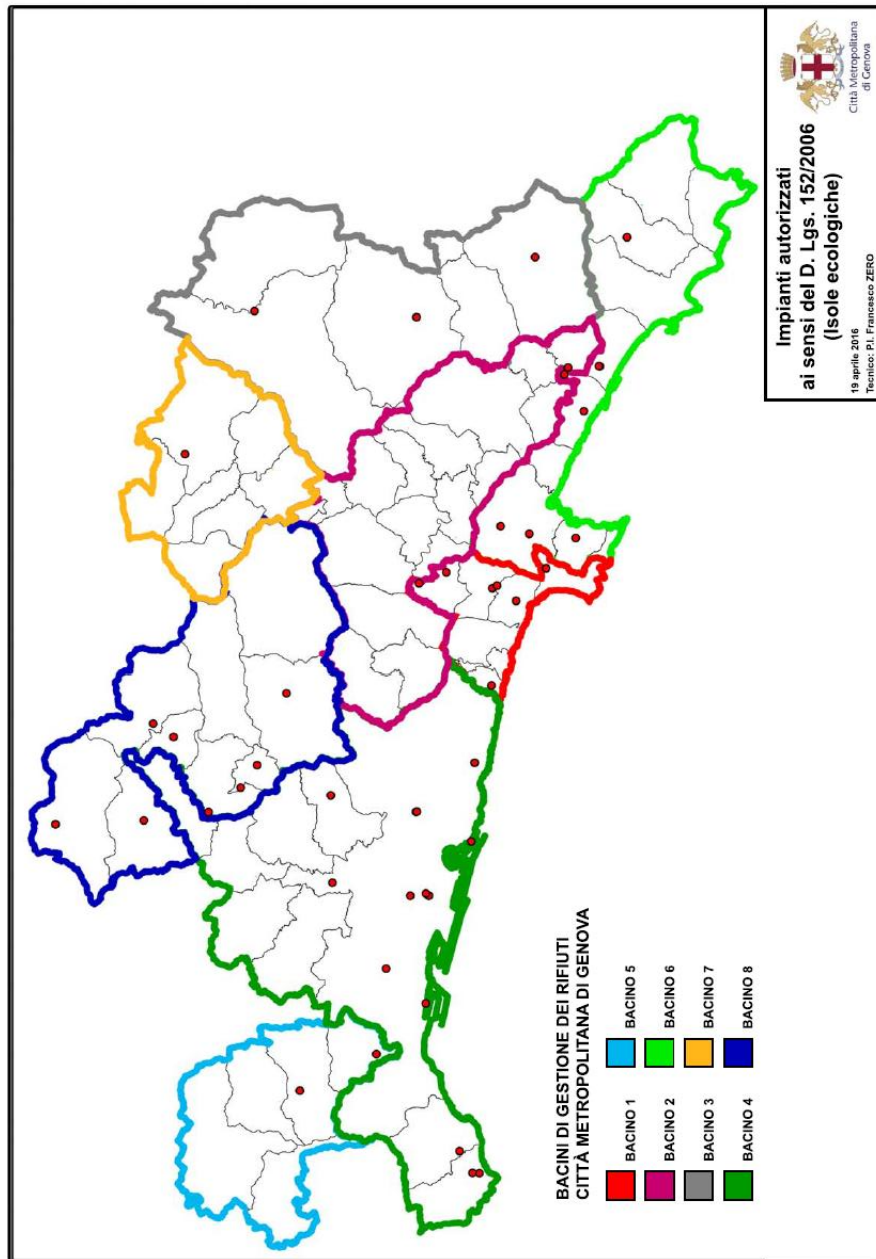 Città Metropolitana
di Genova
Impianti autorizzati
ai sensi del D. Lgs. 152/2006
(Isole ecologiche)
19 aprile 2016
Tecnico: P.I. Francesco ZERO
BACINI DI GESTIONE DEI RIFIUTI
CITTÀ METROPOLITANA DI GENOVA
BACINO 1
BACINO 5
BACINO 2
BACINO 6
BACINO 3
BACINO 7
BACINO 4
BACINO 8